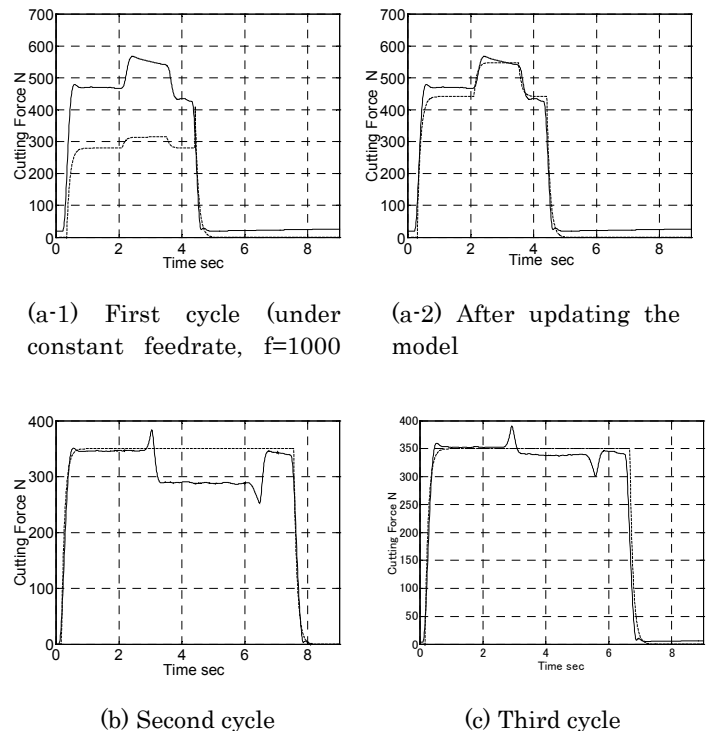 700
600
500
400
300
200
100
0
Cutting Force N
0 2 4 6 8
Time sec
700
600
500
400
300
200
100
0
Cutting Force N
0 2 4 6 8
Time sec
(a-1) First cycle (under
constant feedrate, f=1000
(a-2) After updating the
model
400
300
200
100
0
Cutting Force N
0 2 4 6 8
Time sec
400
350
300
250
200
150
100
50
0
Cutting Force N
0 2 4 6 8
Time sec
(b) Second cycle
(c) Third cycle